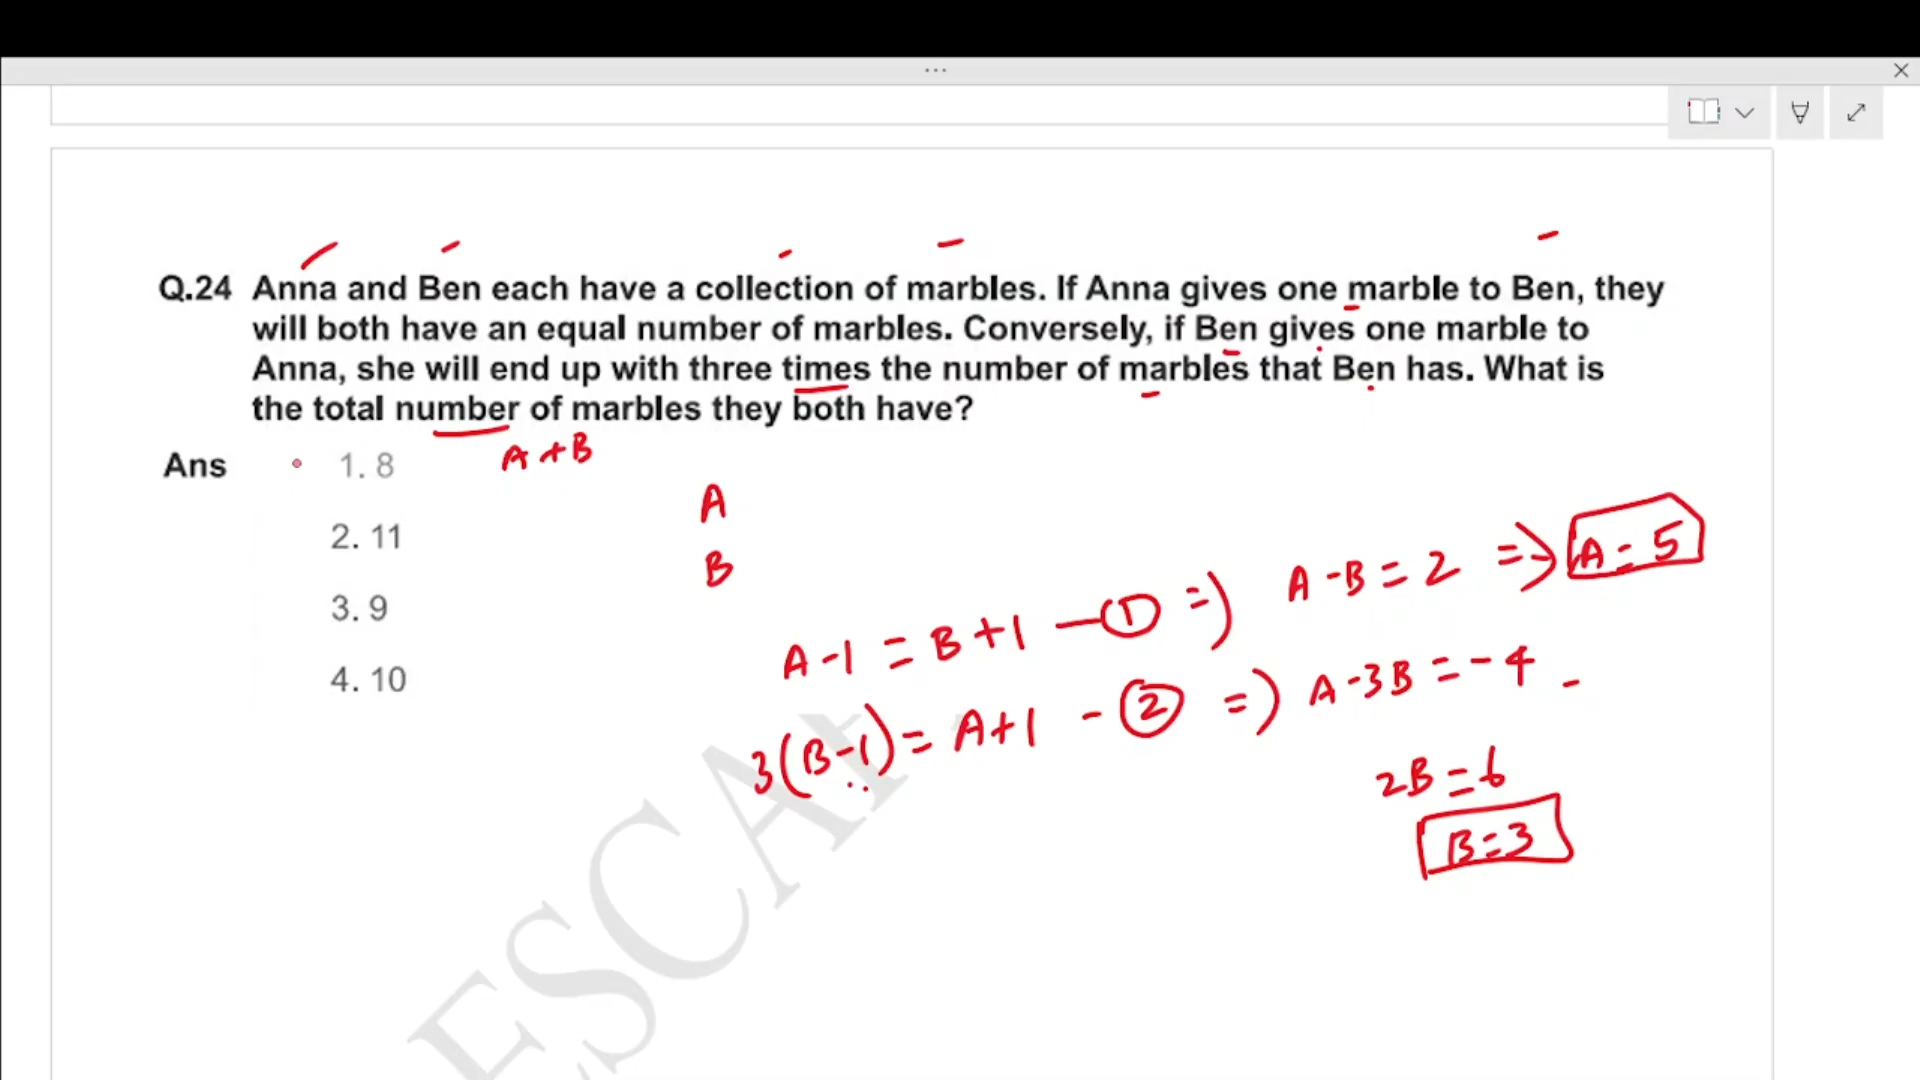 Q.24 Anna and Ben each have a collection of marbles. If Anna gives one marble to Ben, they
will both have an equal number of marbles. Conversely, if Ben gives one marble to
Anna, she will end up with three times the number of marbles that Ben has. What is
the total number of marbles they both have?
A+B
Ans 1. 8
2. 11
3. 9
4. 10
A
B
A-1 = B+1 -① => A-B=2 => A=5
3(B-1) = A+1 -② => A-3B=-4
2B=6
B=3
ESCA